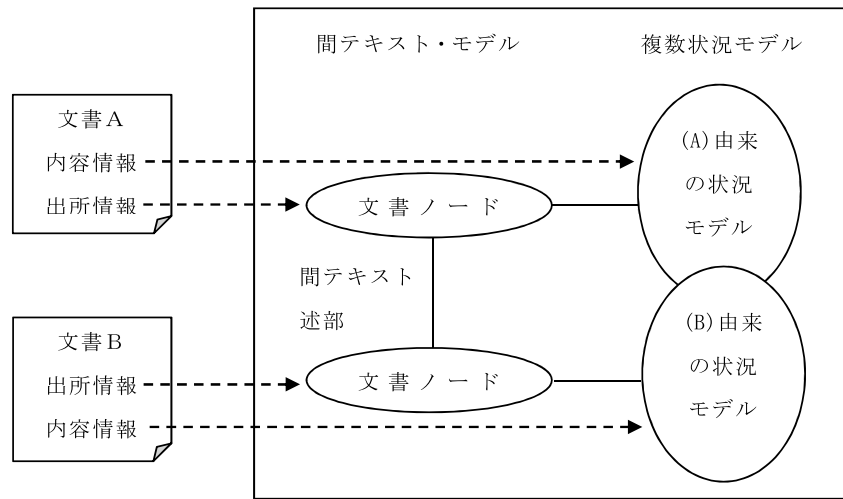 間テキスト・モデル
複数状況モデル
文書A
内容情報
出所情報
(A)由来
の状況
モデル
文書ノード
間テキスト
述部
文書B
出所情報
内容情報
文書ノード
(B)由来
の状況
モデル